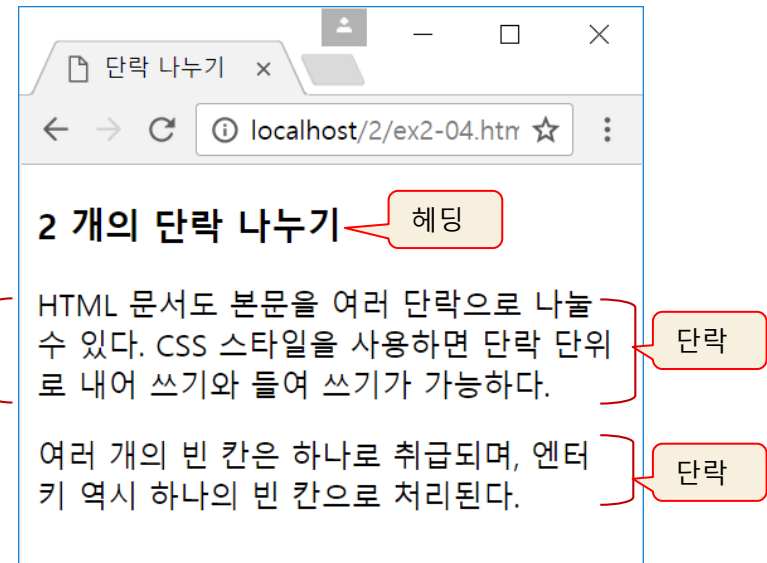 단락 나누기
localhost/2/ex2-04.htm
2 개의 단락 나누기
헤딩
HTML 문서도 본문을 여러 단락으로 나눌
수 있다. CSS 스타일을 사용하면 단락 단위
로 내어 쓰기와 들여 쓰기가 가능하다.
단락
여러 개의 빈 칸은 하나로 취급되며, 엔터
키 역시 하나의 빈 칸으로 처리된다.
단락